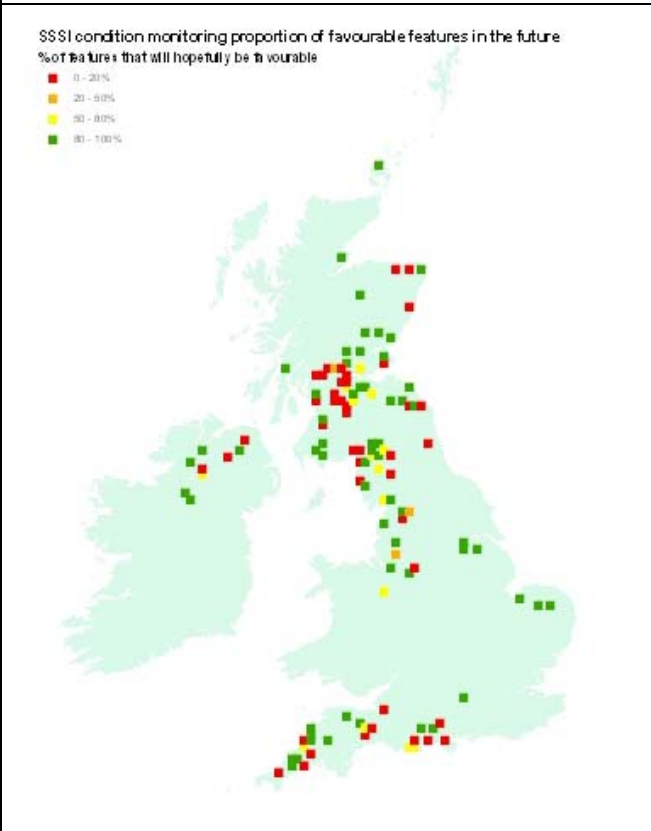 SSSI condition monitoring proportion of favourable features in the future
% of features that will hopefully be favourable
0 - 20%
20 - 50%
50 - 80%
80 - 100%